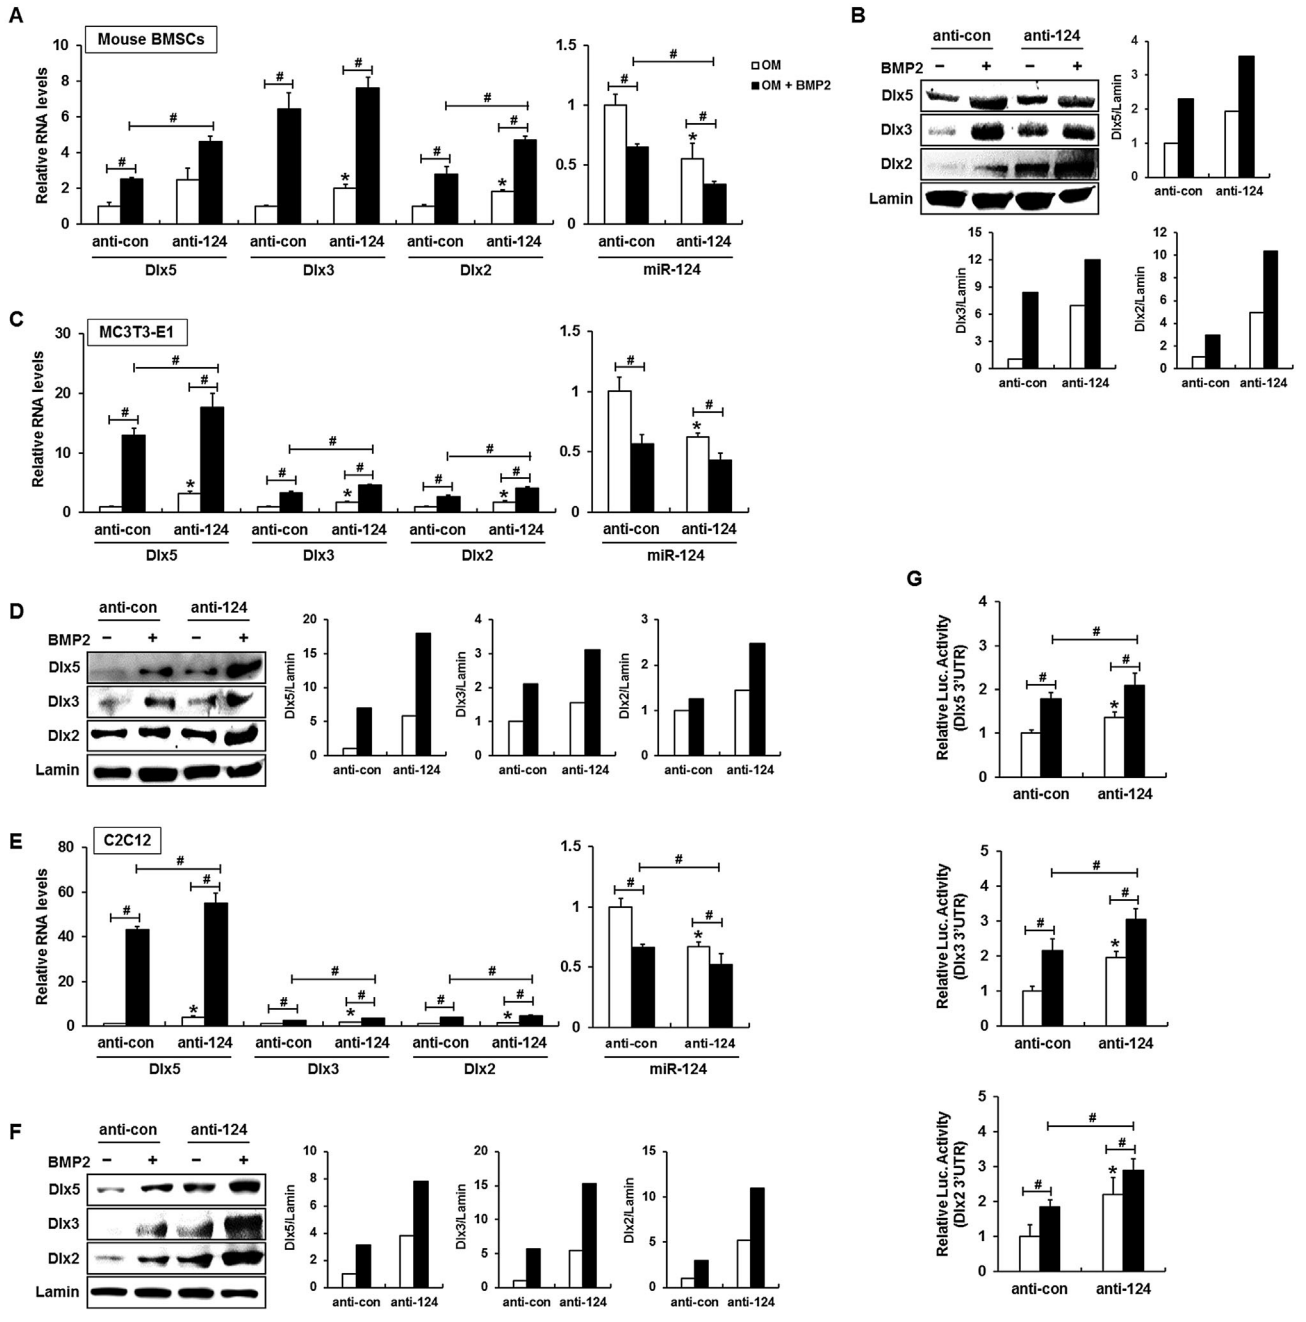 A
Mouse BMSCs
Relative RNA levels
10
8
6
4
2
0
# # # # # # # *
*
anti-con anti-124 anti-con anti-124 anti-con anti-124
Dlx5 Dlx3 Dlx2
1.5
1
0.5
0
# # # *
anti-con anti-124
miR-124
OM
OM + BMP2
B
anti-con anti-124
BMP2 − + − +
Dlx5
Dlx3
Dlx2
Lamin
Dlx5/Lamin
4
3
2
1
0
anti-con anti-124
Dlx3/Lamin
15
12
9
6
3
0
anti-con anti-124
Dlx2/Lamin
12
10
8
6
4
2
0
anti-con anti-124
C
MC3T3-E1
Relative RNA levels
30
20
10
0
# # # # # # # # #
* * *
anti-con anti-124 anti-con anti-124 anti-con anti-124
Dlx5 Dlx3 Dlx2
1.5
1
0.5
0
# # *
anti-con anti-124
miR-124
D
anti-con anti-124
BMP2 − + − +
Dlx5
Dlx3
Dlx2
Lamin
Dlx5/Lamin
20
15
10
5
0
anti-con anti-124
Dlx3/Lamin
4
3
2
1
0
anti-con anti-124
Dlx2/Lamin
3
2
1
0
anti-con anti-124
E
C2C12
Relative RNA levels
80
60
40
20
0
# # # # # # # # #
* * *
anti-con anti-124 anti-con anti-124 anti-con anti-124
Dlx5 Dlx3 Dlx2
1.5
1
0.5
0
# # # *
anti-con anti-124
miR-124
F
anti-con anti-124
BMP2 − + − +
Dlx5
Dlx3
Dlx2
Lamin
Dlx5/Lamin
10
8
6
4
2
0
anti-con anti-124
Dlx3/Lamin
20
15
10
5
0
anti-con anti-124
Dlx2/Lamin
15
10
5
0
anti-con anti-124
G
Relative Luc. Activity
(Dlx5 3'UTR)
4
3
2
1
0
# # # *
anti-con anti-124
Relative Luc. Activity
(Dlx3 3'UTR)
5
4
3
2
1
0
# # # *
anti-con anti-124
Relative Luc. Activity
(Dlx2 3'UTR)
5
4
3
2
1
0
# # # *
anti-con anti-124